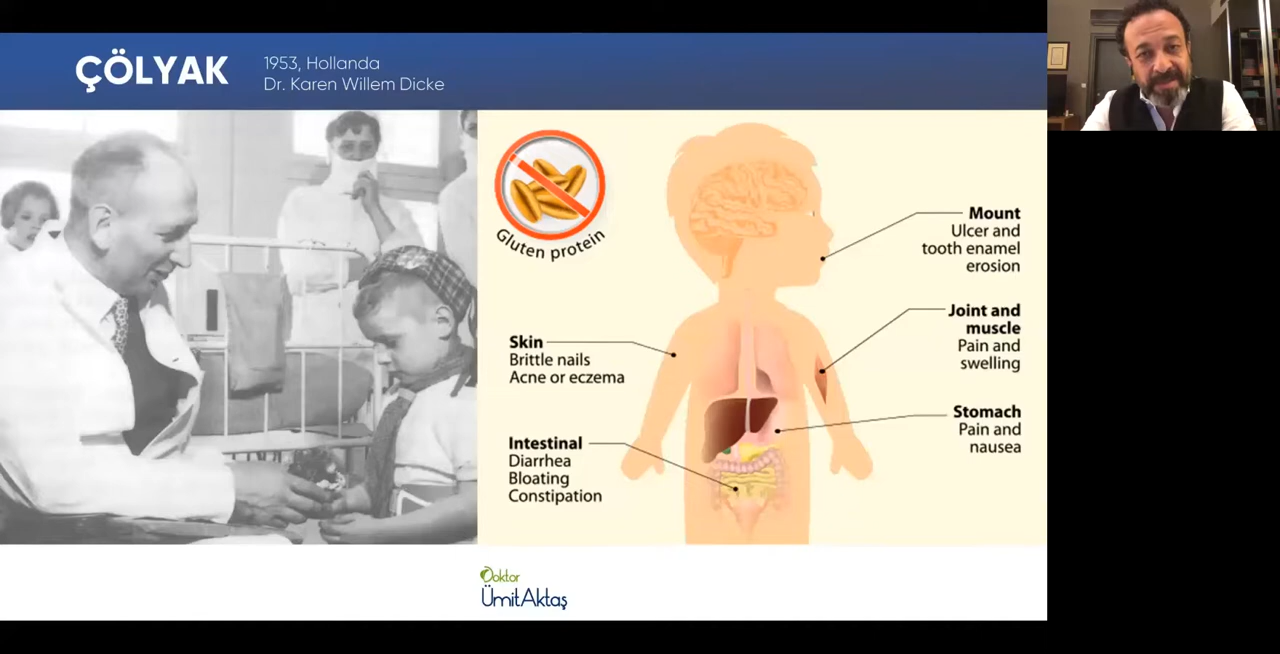 ÇÖLYAK
1953, Hollanda
Dr. Karen Willem Dicke
Gluten protein
Mount
Ulcer and
tooth enamel
erosion
Joint and
muscle
Pain and
swelling
Skin
Brittle nails
Acne or eczema
Stomach
Pain and
nausea
Intestinal
Diarrhea
Bloating
Constipation
Doktor
ÜmitAktaş